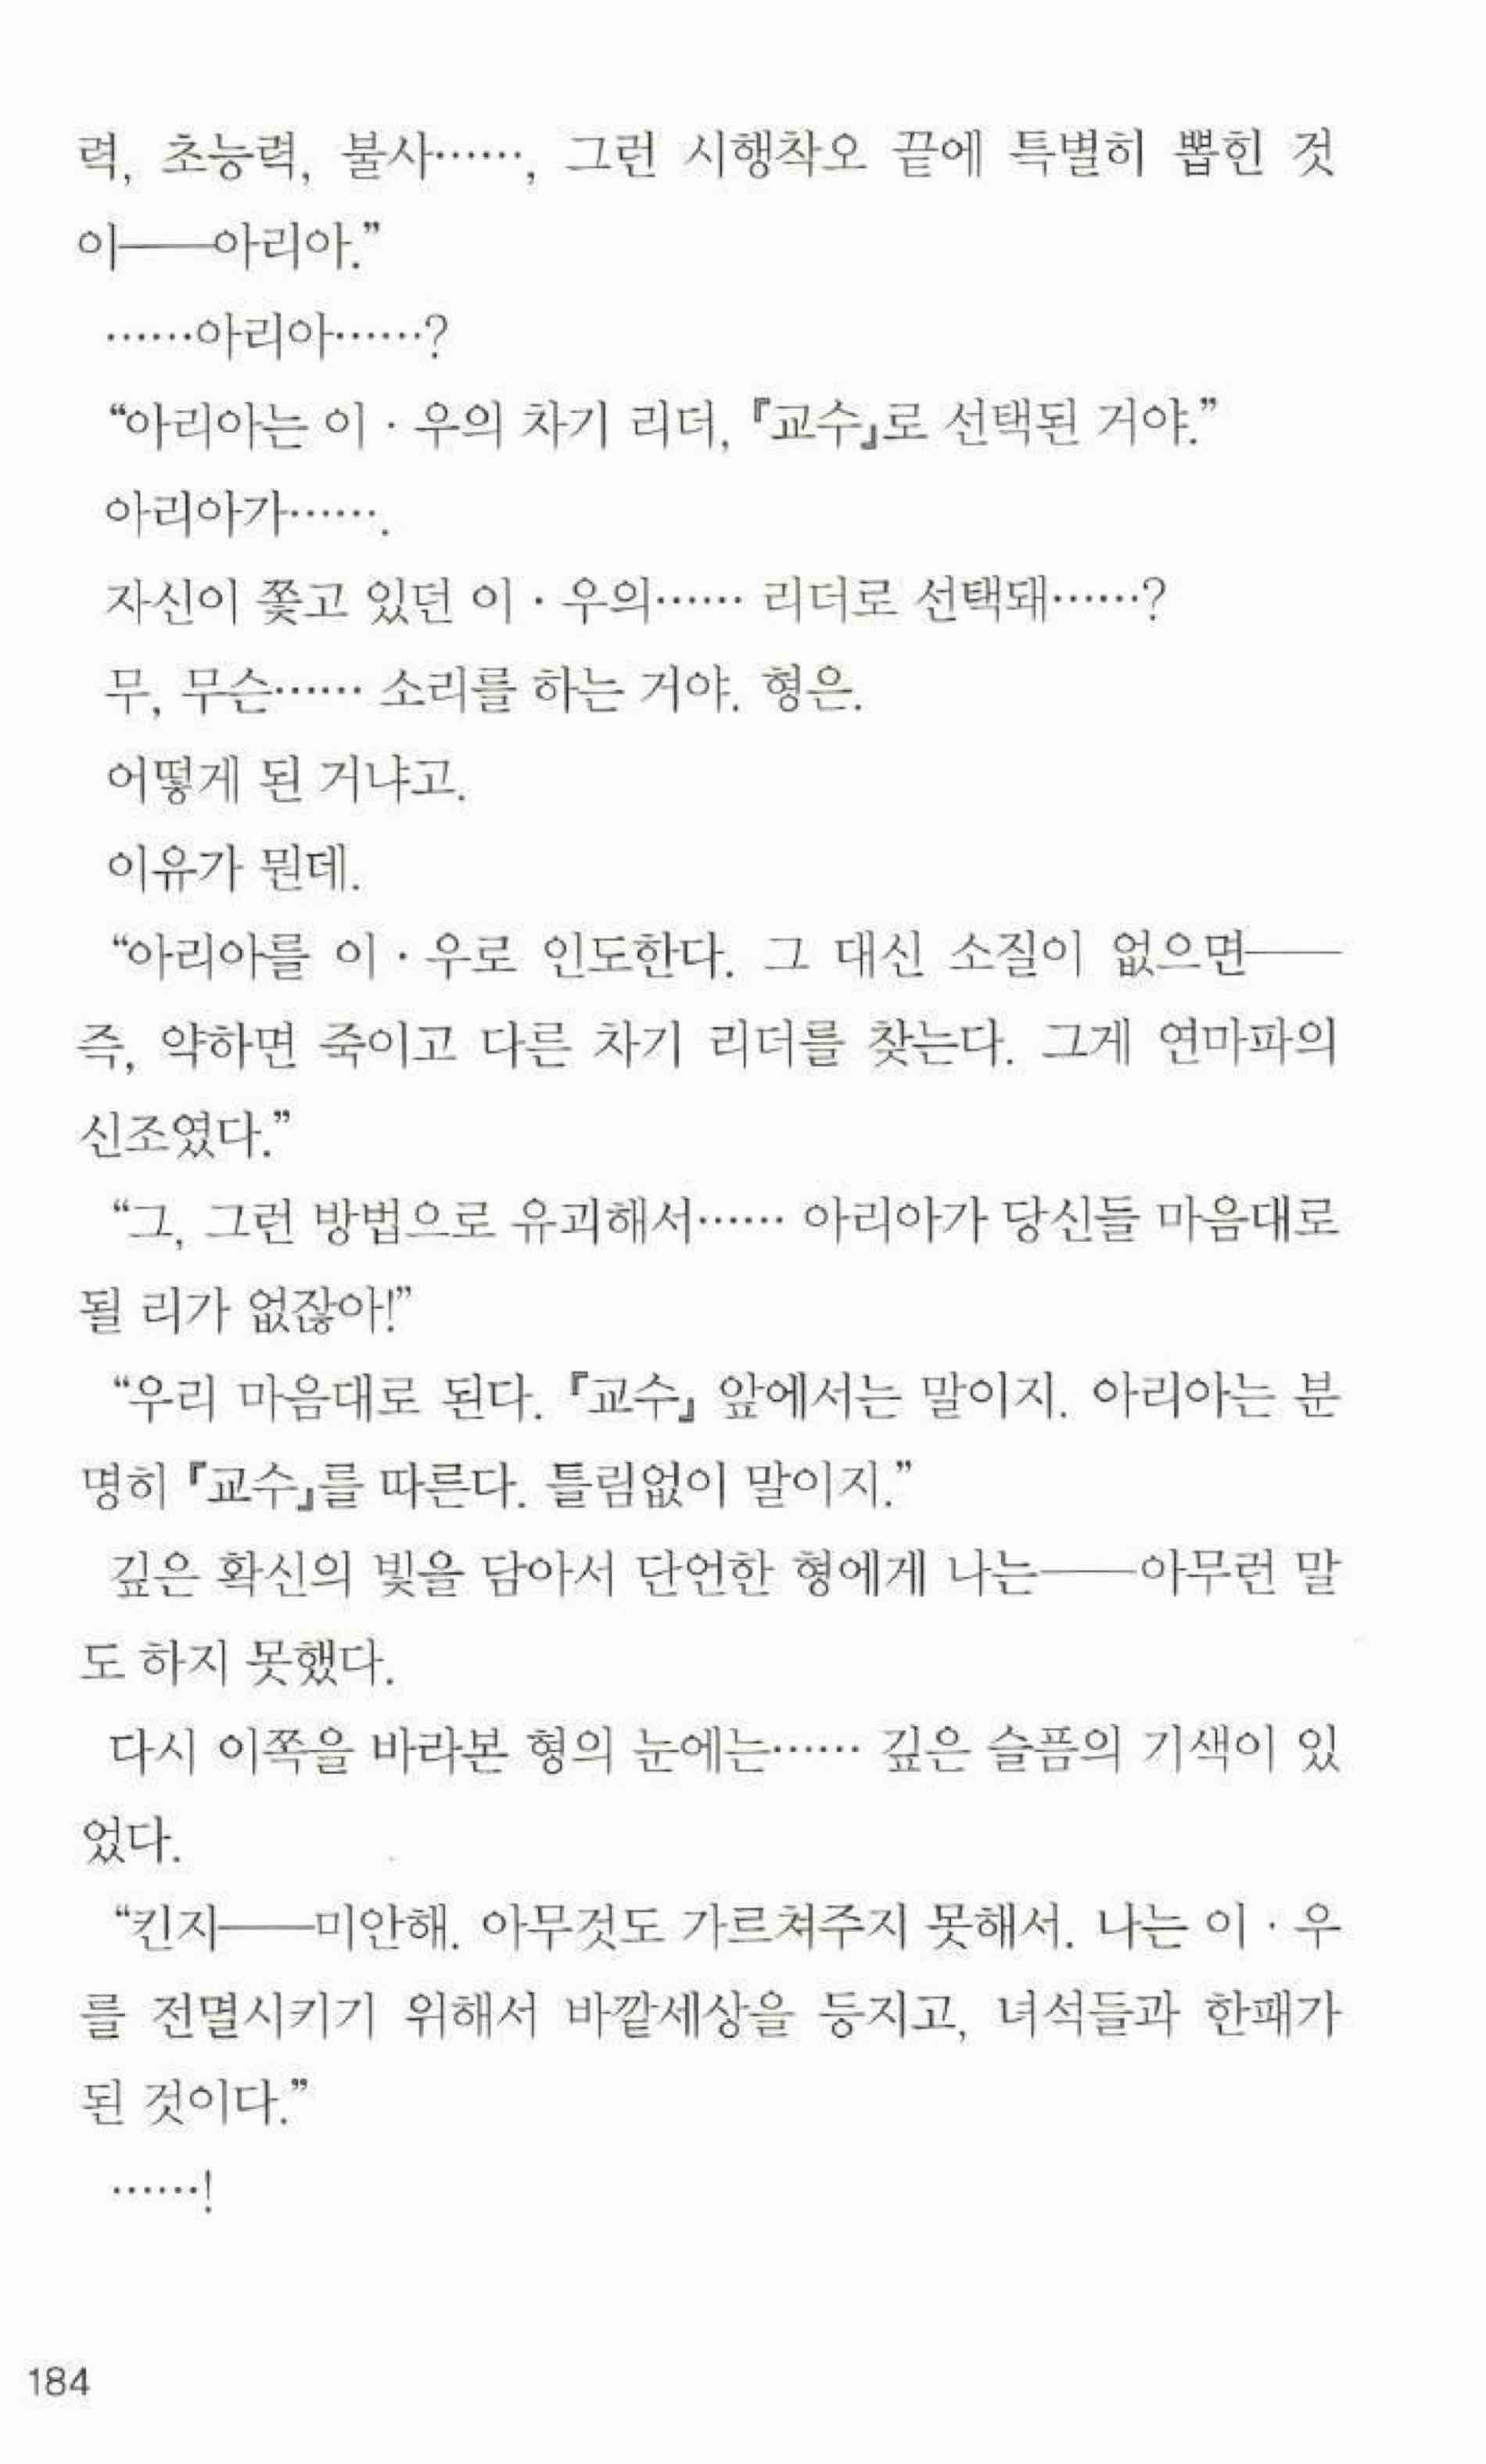 력, 초능력, 불사……, 그런 시행착오 끝에 특별히 뽑힌 것
이──아리아.”
……아리아……?
“아리아는 이 · 우의 차기 리더, 『교수』로 선택된 거야.”
아리아가…….
자신이 쫓고 있던 이 · 우의…… 리더로 선택돼……?
무, 무슨…… 소리를 하는 거야. 형은.
어떻게 된 거냐고.
이유가 뭔데.
“아리아를 이 · 우로 인도한다. 그 대신 소질이 없으면──
즉, 약하면 죽이고 다른 차기 리더를 찾는다. 그게 연마파의
신조였다.”
“그, 그런 방법으로 유괴해서…… 아리아가 당신들 마음대로
될 리가 없잖아!”
“우리 마음대로 된다. 『교수』 앞에서는 말이지. 아리아는 분
명히 『교수』를 따른다. 틀림없이 말이지.”
깊은 확신의 빛을 담아서 단언한 형에게 나는──아무런 말
도 하지 못했다.
다시 이쪽을 바라본 형의 눈에는…… 깊은 슬픔의 기색이 있
었다.
“킨지──미안해. 아무것도 가르쳐주지 못해서. 나는 이 · 우
를 전멸시키기 위해서 바깥세상을 등지고, 녀석들과 한패가
된 것이다.”
……!
184